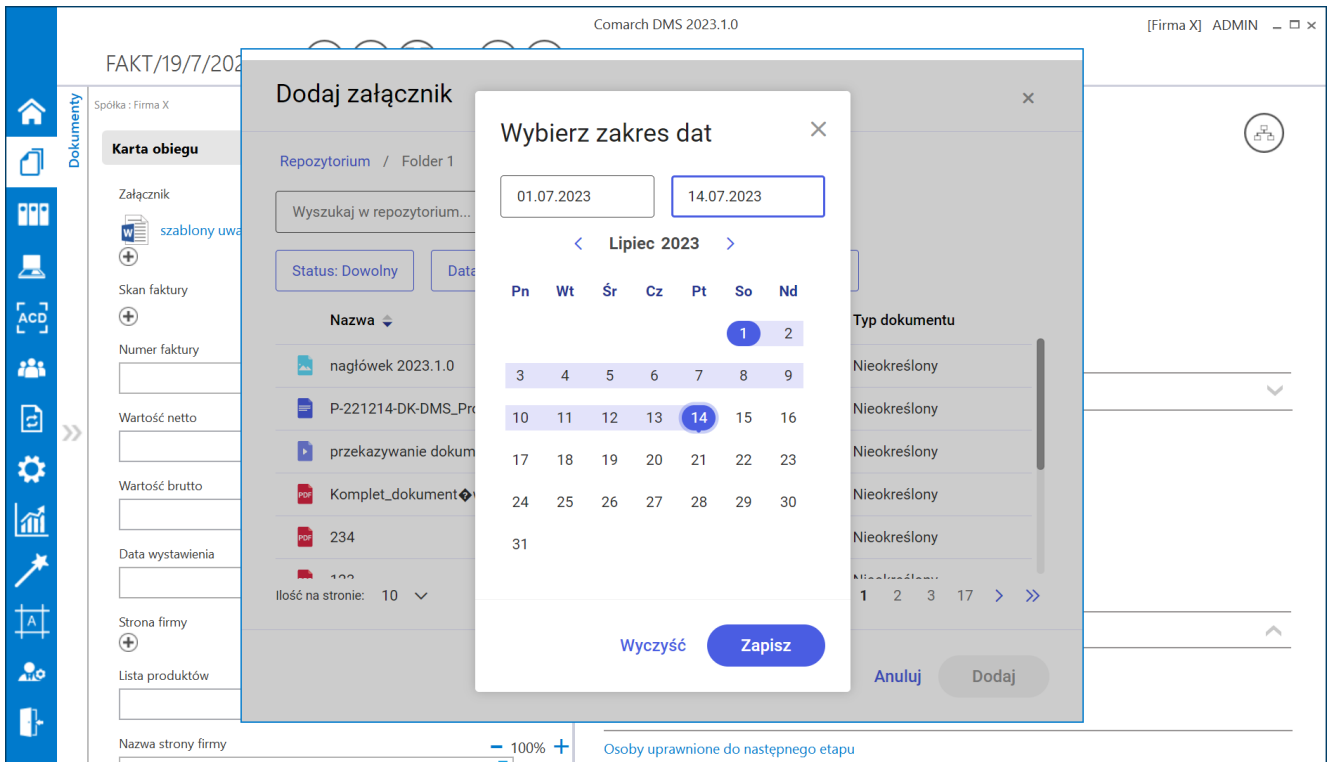 Comarch DMS 2023.1.0
[Firma X] ADMIN
FAKT/19/7/202
Dokumenty
Spółka : Firma X
Karta obiegu
Załącznik
szablony uwa
Skan faktury
Numer faktury
Wartość netto
Wartość brutto
Data wystawienia
Strona firmy
Lista produktów
Nazwa strony firmy
ACD
A
Dodaj załącznik
Repozytorium / Folder 1
Wyszukaj w repozytorium...
Status: Dowolny
Data
Nazwa
Typ dokumentu
nagłówek 2023.1.0
Nieokreślony
P-221214-DK-DMS_Pro
Nieokreślony
przekazywanie dokum
Nieokreślony
PDF
Komplet_dokument�w
Nieokreślony
PDF
234
Nieokreślony
123
Nieokreślony
Ilość na stronie: 10
1 2 3 17
Anuluj
Dodaj
Wybierz zakres dat
01.07.2023
14.07.2023
Lipiec 2023
Pn Wt Śr Cz Pt So Nd
1 2
3 4 5 6 7 8 9
10 11 12 13 14 15 16
17 18 19 20 21 22 23
24 25 26 27 28 29 30
31
Wyczyść
Zapisz
100%
Osoby uprawnione do następnego etapu